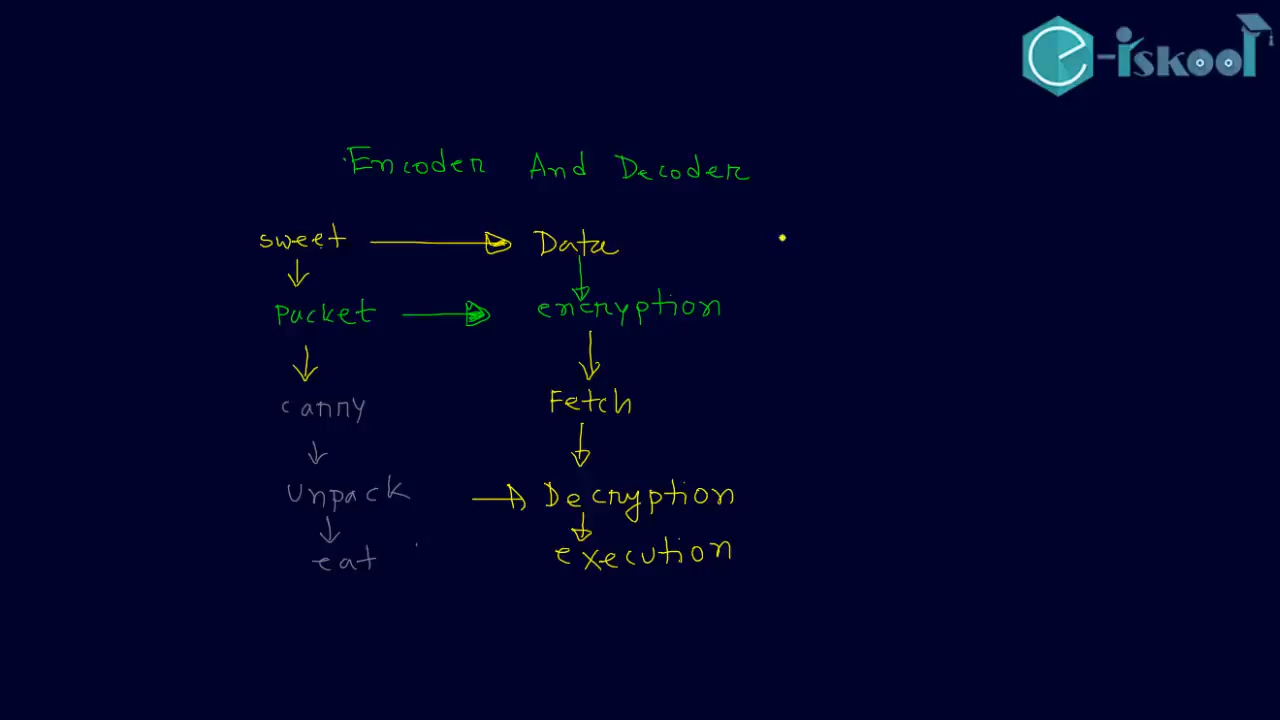 e-iskool
Encoder And Decoder
sweet → Data
Packet → encryption
carry Fetch
Unpack → Decryption
eat execution